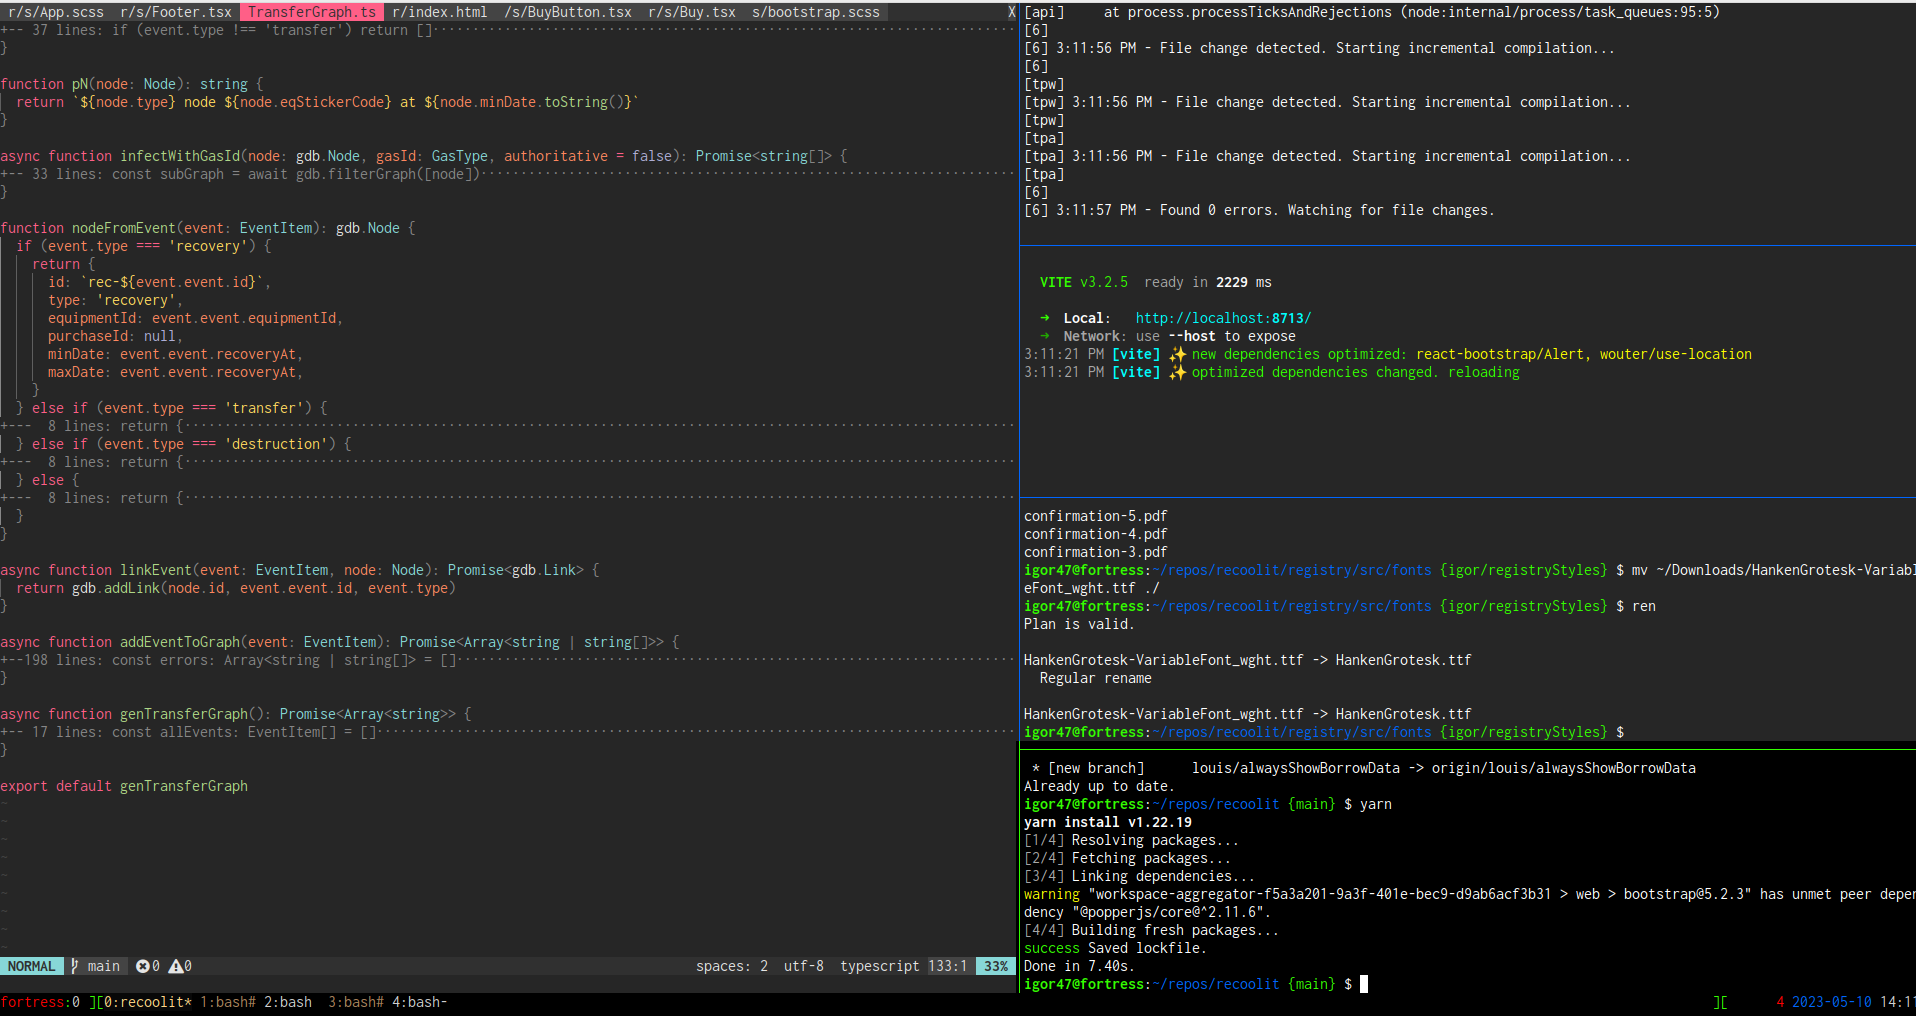 r/s/App.scss  r/s/Footer.tsx  TransferGraph.ts  r/index.html  /s/BuyButton.tsx  r/s/Buy.tsx  s/bootstrap.scss X
+-- 37 lines: if (event.type !== 'transfer') return []
}
function pN(node: Node): string {
return `${node.type} node ${node.eqStickerCode} at ${node.minDate.toString()}`
}
async function infectWithGasId(node: gdb.Node, gasId: GasType, authoritative = false): Promise<string[]> {
+-- 33 lines: const subGraph = await gdb.filterGraph([node])
}
function nodeFromEvent(event: EventItem): gdb.Node {
if (event.type === 'recovery') {
return {
id: `rec-${event.event.id}`,
type: 'recovery',
equipmentId: event.event.equipmentId,
purchaseId: null,
minDate: event.event.recoveryAt,
maxDate: event.event.recoveryAt,
}
} else if (event.type === 'transfer') {
+---  8 lines: return {
} else if (event.type === 'destruction') {
+---  8 lines: return {
} else {
+---  8 lines: return {
}
}
async function linkEvent(event: EventItem, node: Node): Promise<gdb.Link> {
return gdb.addLink(node.id, event.event.id, event.type)
}
async function addEventToGraph(event: EventItem): Promise<Array<string | string[]>> {
+--198 lines: const errors: Array<string | string[]> = []
}
async function genTransferGraph(): Promise<Array<string>> {
+-- 17 lines: const allEvents: EventItem[] = []
}
export default genTransferGraph
~
~
~
~
~
~
~
~
~
NORMAL main 0 0 spaces: 2  utf-8  typescript 133:1  33%
[api]     at process.processTicksAndRejections (node:internal/process/task_queues:95:5)
[6]
[6] 3:11:56 PM - File change detected. Starting incremental compilation...
[6]
[tpw]
[tpw] 3:11:56 PM - File change detected. Starting incremental compilation...
[tpw]
[tpa]
[tpa] 3:11:56 PM - File change detected. Starting incremental compilation...
[tpa]
[6]
[6] 3:11:57 PM - Found 0 errors. Watching for file changes.
VITE v3.2.5  ready in 2229 ms
➜  Local:   http://localhost:8713/
➜  Network: use --host to expose
3:11:21 PM [vite] ✨ new dependencies optimized: react-bootstrap/Alert, wouter/use-location
3:11:21 PM [vite] ✨ optimized dependencies changed. reloading
confirmation-5.pdf
confirmation-4.pdf
confirmation-3.pdf
igor47@fortress:~/repos/recoolit/registry/src/fonts {igor/registryStyles} $ mv ~/Downloads/HankenGrotesk-Variabl
eFont_wght.ttf ./
igor47@fortress:~/repos/recoolit/registry/src/fonts {igor/registryStyles} $ ren
Plan is valid.
HankenGrotesk-VariableFont_wght.ttf -> HankenGrotesk.ttf
Regular rename
HankenGrotesk-VariableFont_wght.ttf -> HankenGrotesk.ttf
igor47@fortress:~/repos/recoolit/registry/src/fonts {igor/registryStyles} $
* [new branch]      louis/alwaysShowBorrowData -> origin/louis/alwaysShowBorrowData
Already up to date.
igor47@fortress:~/repos/recoolit {main} $ yarn
yarn install v1.22.19
[1/4] Resolving packages...
[2/4] Fetching packages...
[3/4] Linking dependencies...
warning "workspace-aggregator-f5a3a201-9a3f-401e-bec9-d9ab6acf3b31 > web > bootstrap@5.2.3" has unmet peer depen
dency "@popperjs/core@^2.11.6".
[4/4] Building fresh packages...
success Saved lockfile.
Done in 7.40s.
igor47@fortress:~/repos/recoolit {main} $
fortress:0 ][0:recoolit* 1:bash# 2:bash  3:bash# 4:bash- ][ 4 2023-05-10 14:11